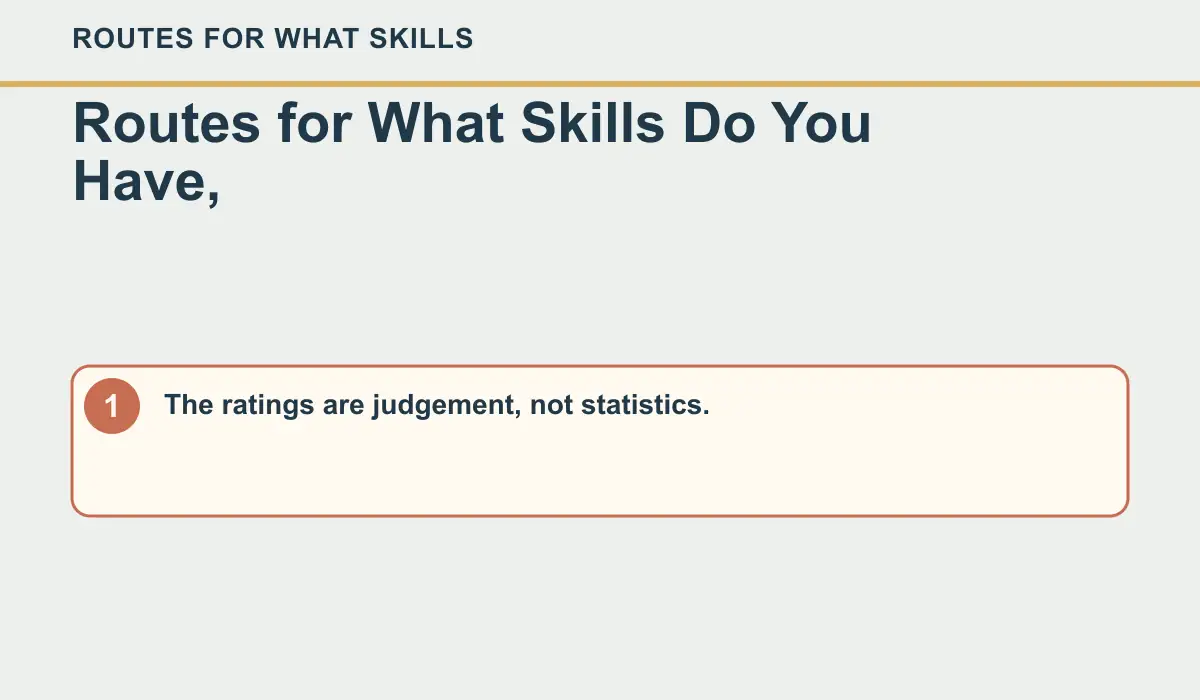 ROUTES FOR WHAT SKILLS
Routes for What Skills Do You
Have,
1 The ratings are judgement, not statistics.